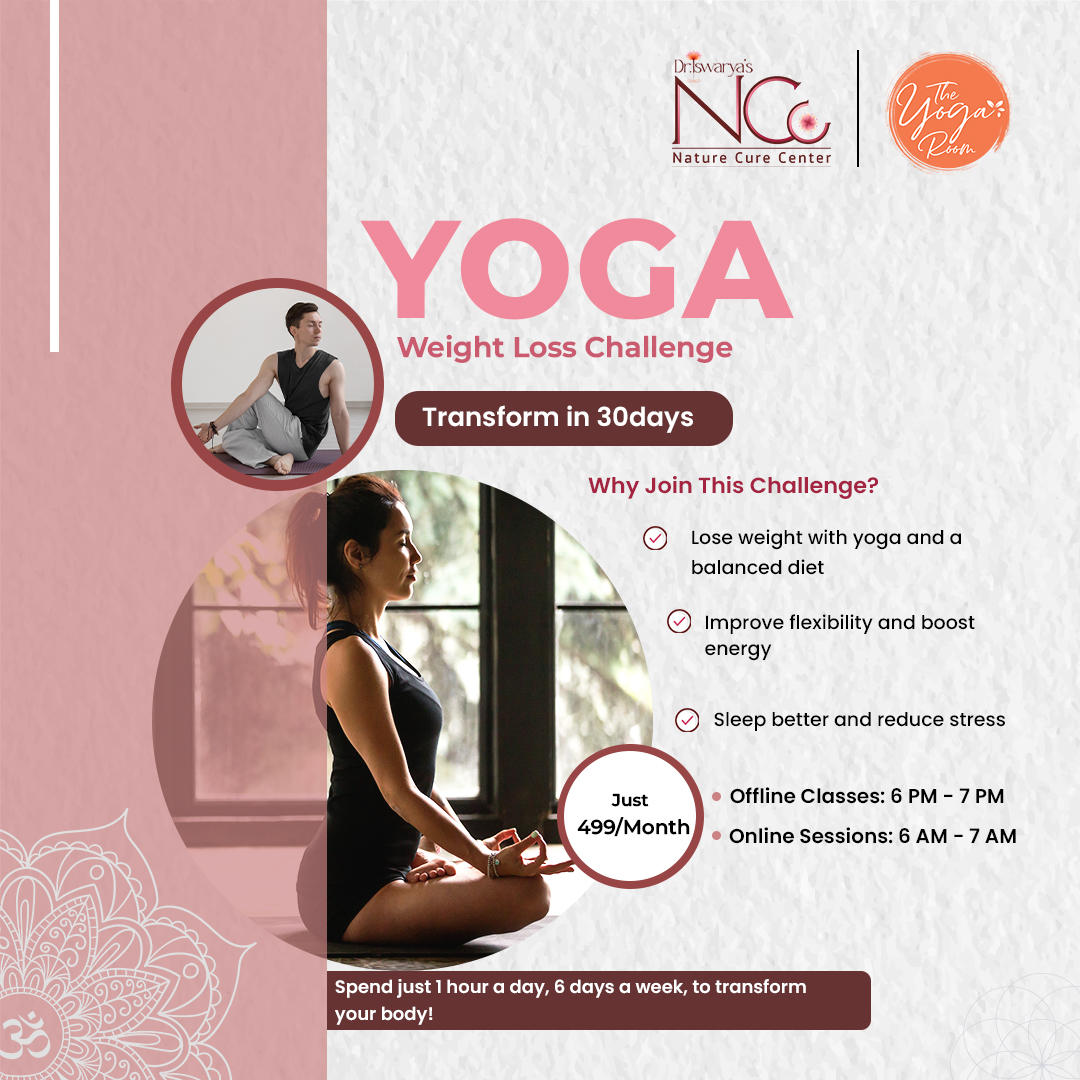 Dr.Iswarya's
NCC
Nature Cure Center
The
Yoga
Room
YOGA
Weight Loss Challenge
Transform in 30days
Why Join This Challenge?
Lose weight with yoga and a
balanced diet
Improve flexibility and boost
energy
Sleep better and reduce stress
Just
499/Month
Offline Classes: 6 PM - 7 PM
Online Sessions: 6 AM - 7 AM
Spend just 1 hour a day, 6 days a week, to transform
your body!
ॐ